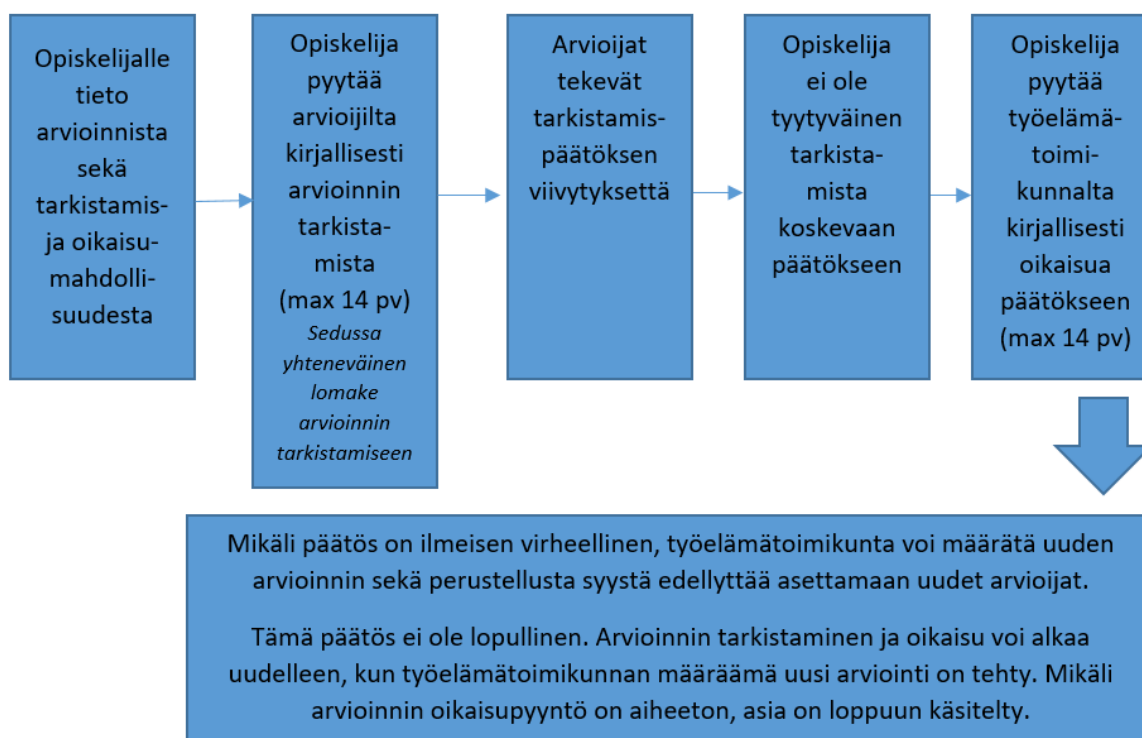 Opiskelijalle
tieto
arvioinnista
sekä
tarkistamis-
ja oikaisu-
mahdolli-
suudesta
Opiskelija
pyytää
arvioijilta
kirjallisesti
arvioinnin
tarkista-
mista
(max 14 pv)
Sedussa
yhteneväinen
lomake
arvioinnin
tarkistamiseen
Arvioijat
tekevät
tarkistamis-
päätöksen
viivytyksettä
Opiskelija
ei ole
tyytyväinen
tarkista-
mista
koskevaan
päätökseen
Opiskelija
pyytää
työelämä-
toimi-
kunnalta
kirjallisesti
oikaisua
päätökseen
(max 14 pv)
Mikäli päätös on ilmeisen virheellinen, työelämätoimikunta voi määrätä uuden
arvioinnin sekä perustellusta syystä edellyttää asettamaan uudet arvioijat.
Tämä päätös ei ole lopullinen. Arvioinnin tarkistaminen ja oikaisu voi alkaa
uudelleen, kun työelämätoimikunnan määräämä uusi arviointi on tehty. Mikäli
arvioinnin oikaisupyyntö on aiheeton, asia on loppuun käsitelty.